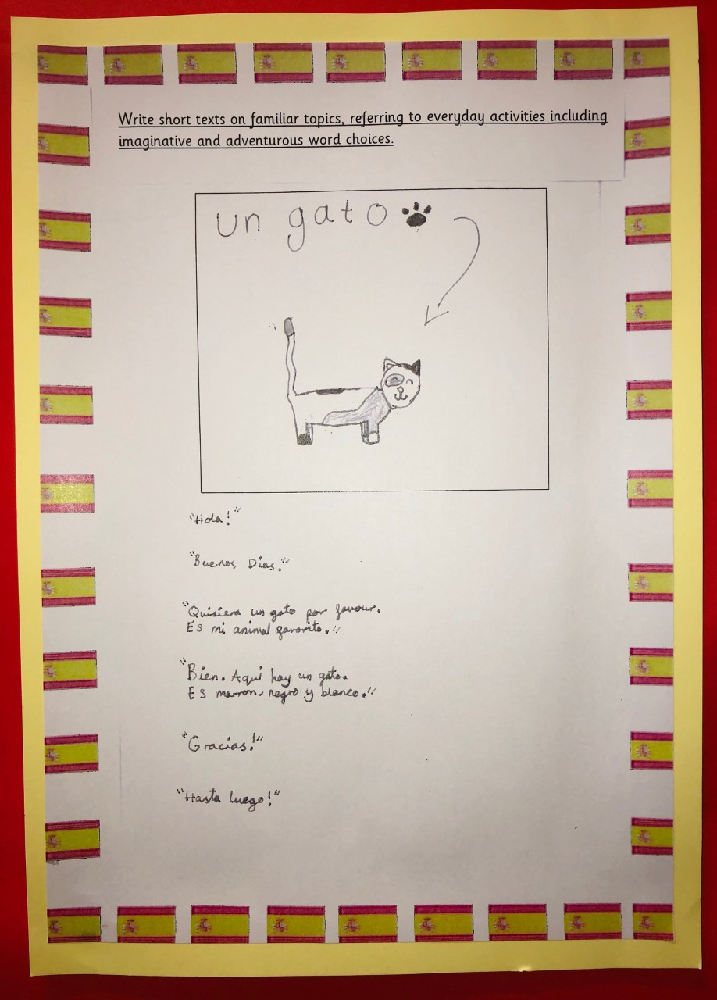 Write short texts on familiar topics, referring to everyday activities including
imaginative and adventurous word choices.
un gato
"Hola!"
"Buenos Dias."
"Quisiera un gato por favour.
Es mi animal favorito."
"Bien. Aquí hay un gato.
Es marron, negro y blanco."
"Gracias!"
"Hasta luego!"